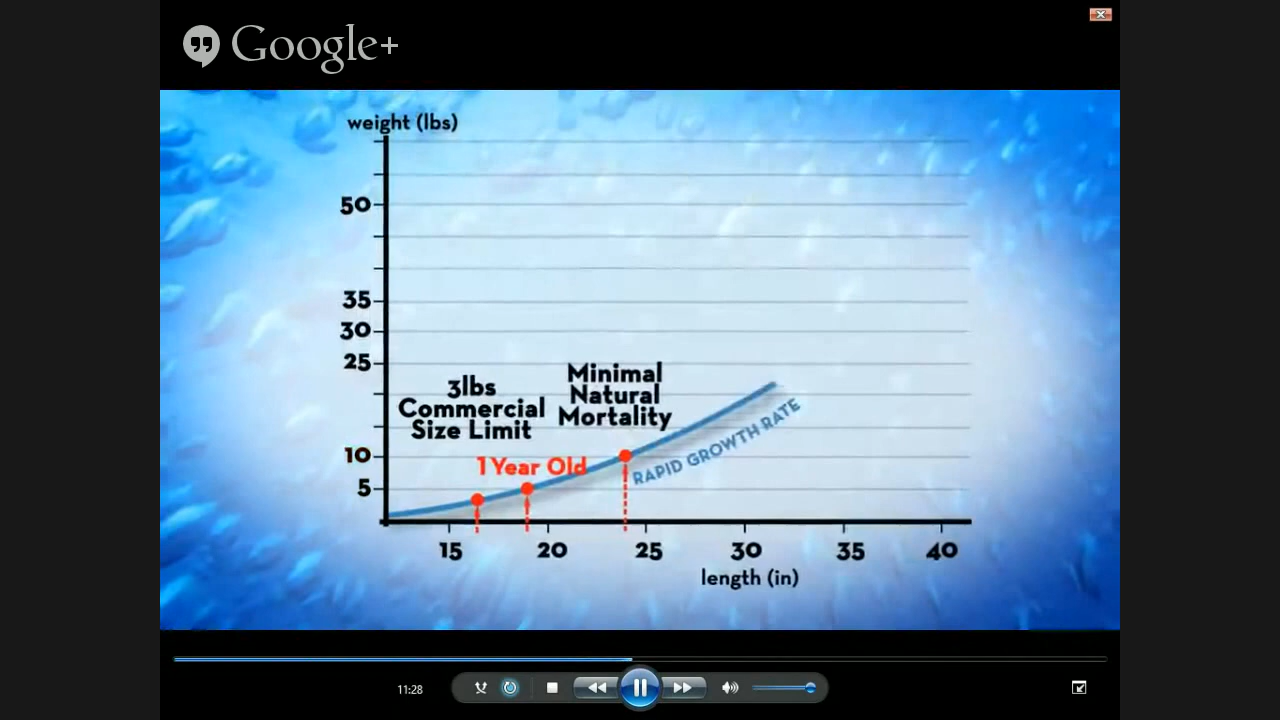 Google+
weight (lbs)
50
35
30
25
10
5
3lbs
Commercial
Size Limit
Minimal
Natural
Mortality
1 Year Old
RAPID GROWTH RATE
15 20 25 30 35 40
length (in)
11:28